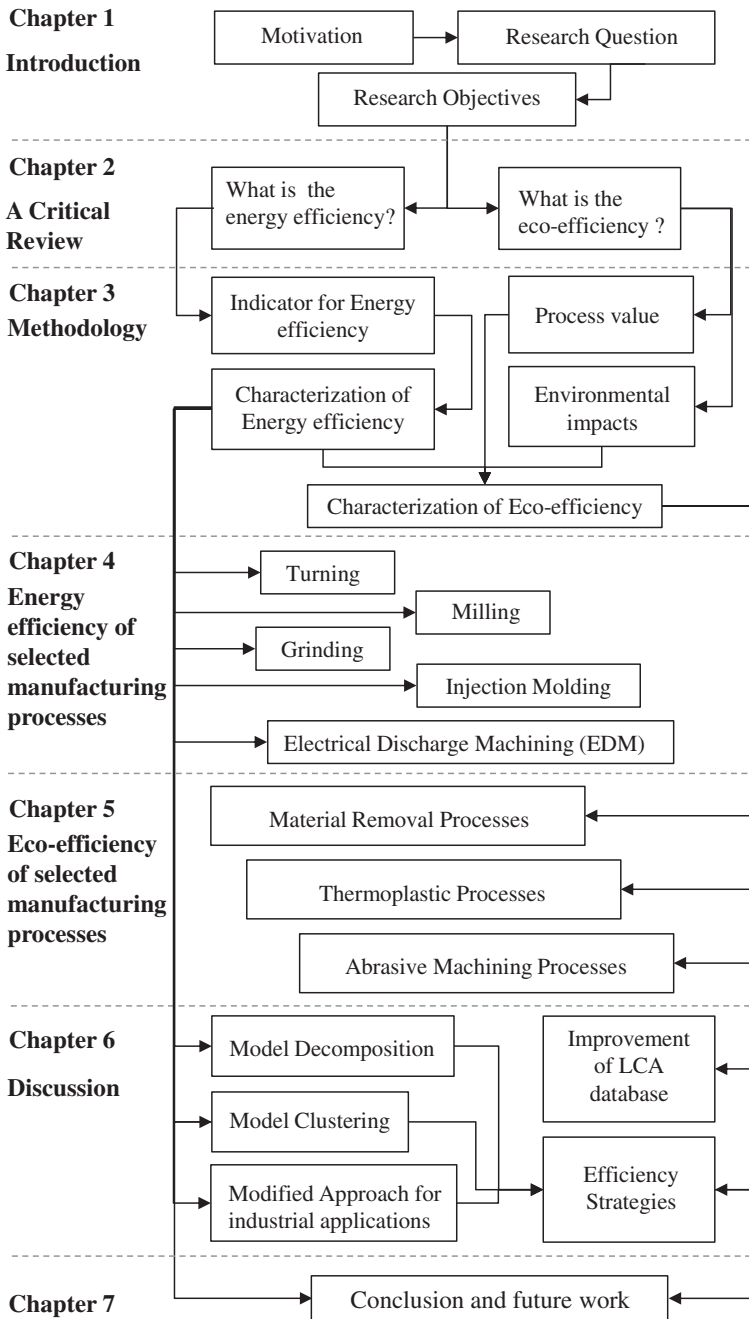 Chapter 1
Introduction
Motivation
Research Question
Research Objectives
Chapter 2
A Critical
Review
What is the
energy efficiency?
What is the
eco-efficiency ?
Chapter 3
Methodology
Indicator for Energy
efficiency
Process value
Characterization of
Energy efficiency
Environmental
impacts
Characterization of Eco-efficiency
Chapter 4
Energy
efficiency of
selected
manufacturing
processes
Turning
Milling
Grinding
Injection Molding
Electrical Discharge Machining (EDM)
Chapter 5
Eco-efficiency
of selected
manufacturing
processes
Material Removal Processes
Thermoplastic Processes
Abrasive Machining Processes
Chapter 6
Discussion
Model Decomposition
Improvement
of LCA
database
Model Clustering
Modified Approach for
industrial applications
Efficiency
Strategies
Chapter 7
Conclusion and future work